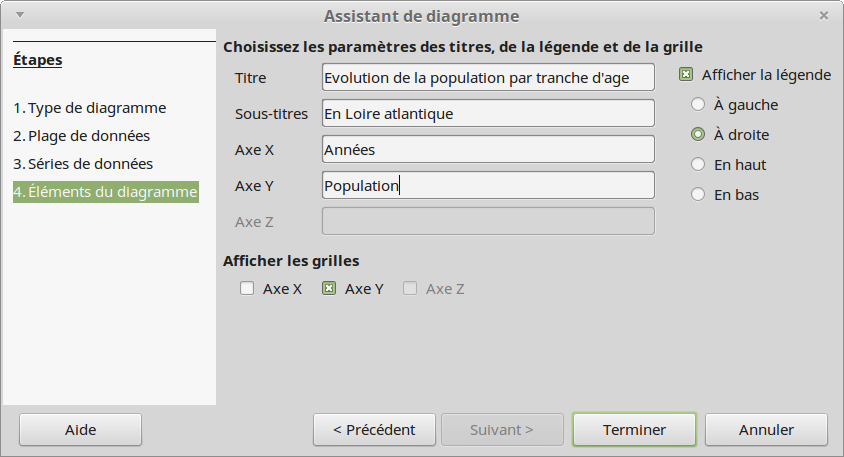 Assistant de diagramme
Étapes
1. Type de diagramme
2. Plage de données
3. Séries de données
4. Éléments du diagramme
Choisissez les paramètres des titres, de la légende et de la grille
Titre Evolution de la population par tranche d'age
Sous-titres En Loire atlantique
Axe X Années
Axe Y Population
Axe Z
Afficher la légende
À gauche
À droite
En haut
En bas
Afficher les grilles
Axe X Axe Y Axe Z
Aide < Précédent Suivant > Terminer Annuler